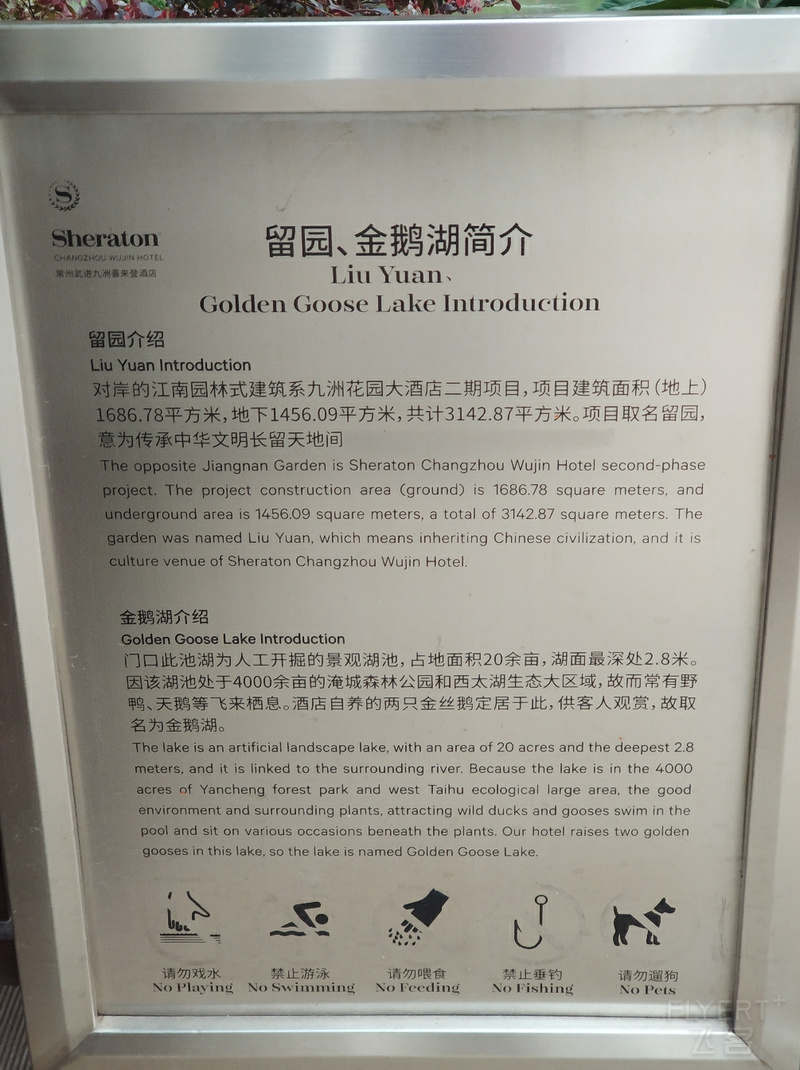 Sheraton
CHANGZHOU WUJIN HOTEL
常州武进九洲喜来登酒店
留园、金鹅湖简介
Liu Yuan、
Golden Goose Lake Introduction
留园介绍
Liu Yuan Introduction
对岸的江南园林式建筑系九洲花园大酒店二期项目，项目建筑面积（地上）
1686.78平方米，地下1456.09平方米，共计3142.87平方米。项目取名留园，
意为传承中华文明长留天地间
The opposite Jiangnan Garden is Sheraton Changzhou Wujin Hotel second-phase
project. The project construction area (ground) is 1686.78 square meters, and
underground area is 1456.09 square meters, a total of 3142.87 square meters. The
garden was named Liu Yuan, which means inheriting Chinese civilization, and it is
culture venue of Sheraton Changzhou Wujin Hotel.
金鹅湖介绍
Golden Goose Lake Introduction
门口此池湖为人工开掘的景观湖池，占地面积20余亩，湖面最深处2.8米。
因该湖池处于4000余亩的淹城森林公园和西太湖生态大区域，故而常有野
鸭、天鹅等飞来栖息。酒店自养的两只金丝鹅定居于此，供客人观赏，故取
名为金鹅湖。
The lake is an artificial landscape lake, with an area of 20 acres and the deepest 2.8
meters, and it is linked to the surrounding river. Because the lake is in the 4000
acres of Yancheng forest park and west Taihu ecological large area, the good
environment and surrounding plants, attracting wild ducks and gooses swim in the
pool and sit on various occasions beneath the plants. Our hotel raises two golden
gooses in this lake, so the lake is named Golden Goose Lake.
请勿戏水 禁止游泳 请勿喂食 禁止垂钓 请勿遛狗
No Playing No Swimming No Feeding No Fishing No Pets
FLYERT+
飞客